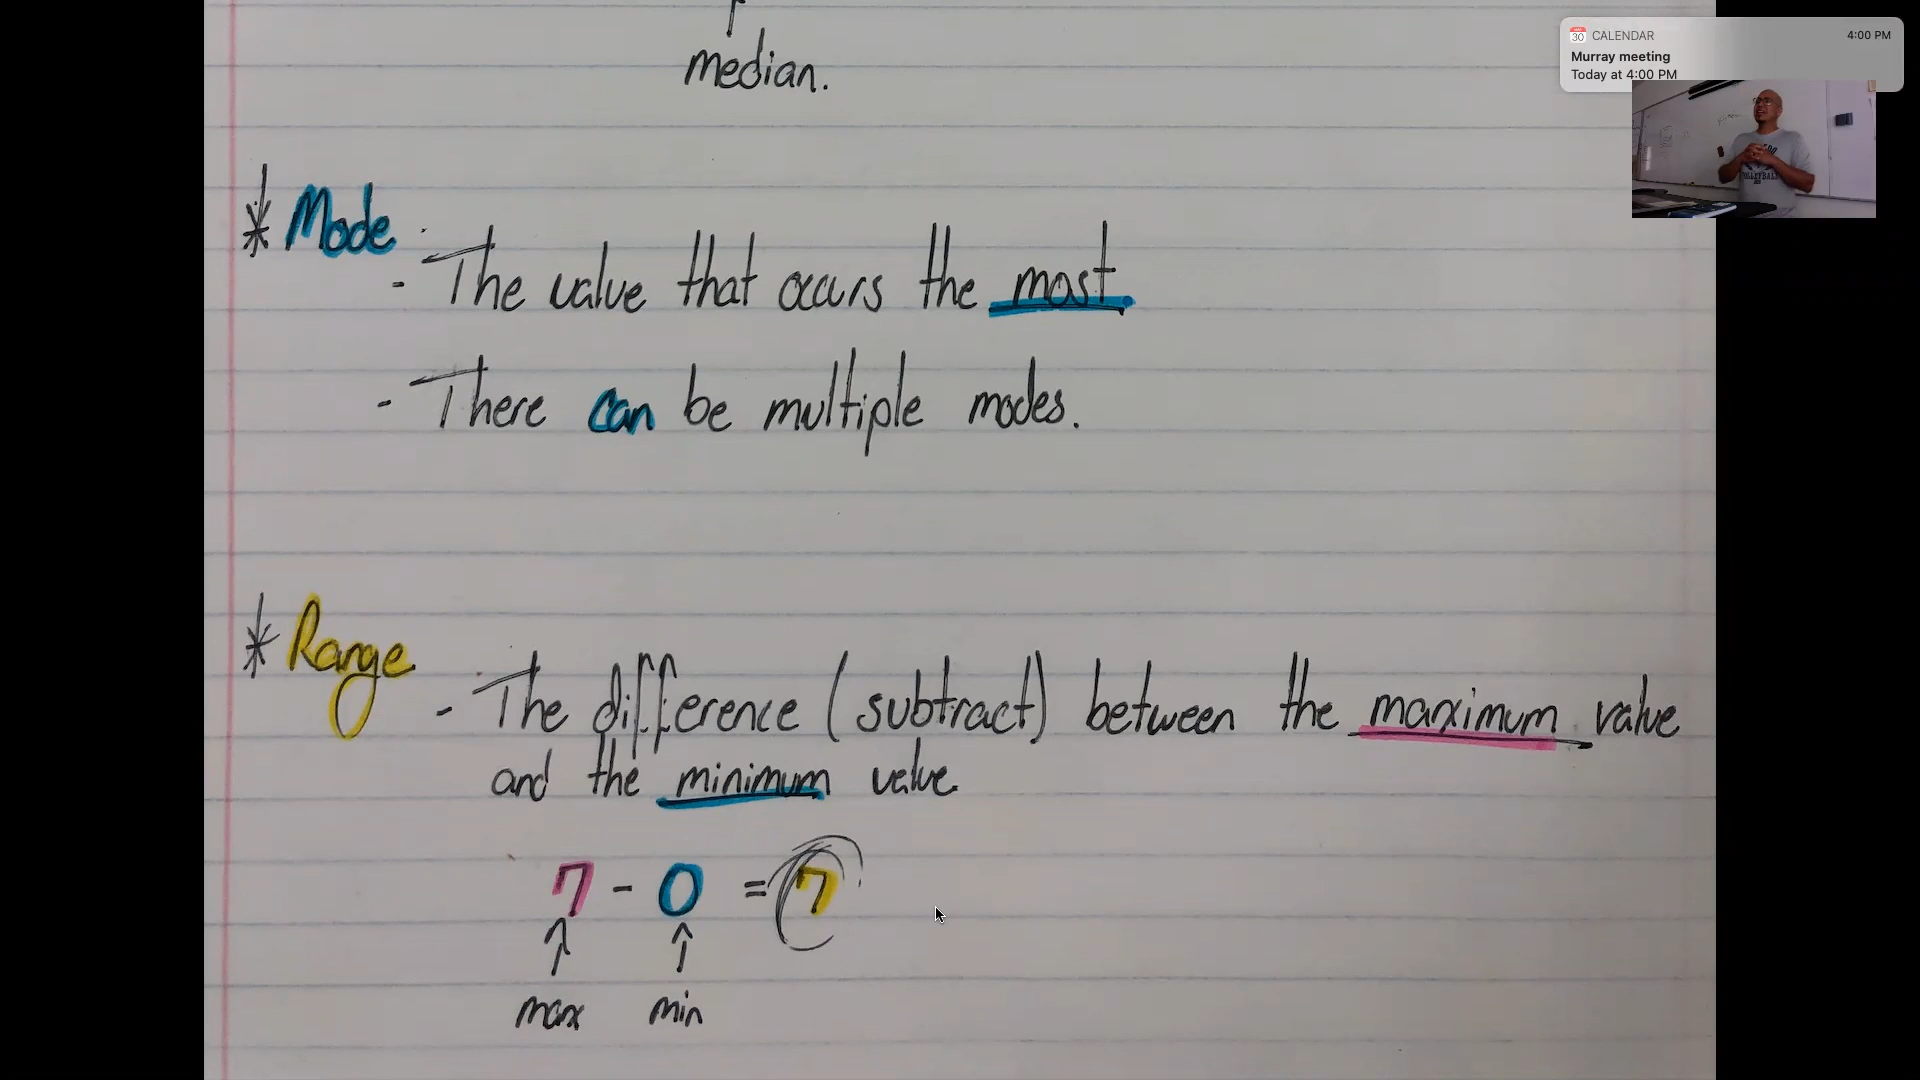 median.
30 CALENDAR 4:00 PM
Murray meeting
Today at 4:00 PM
VOLLEYBALL
* Mode
- The value that occurs the most.
- There can be multiple modes.
* Range
- The difference (subtract) between the maximum value
and the minimum value.
7 - 0 = 7
max min